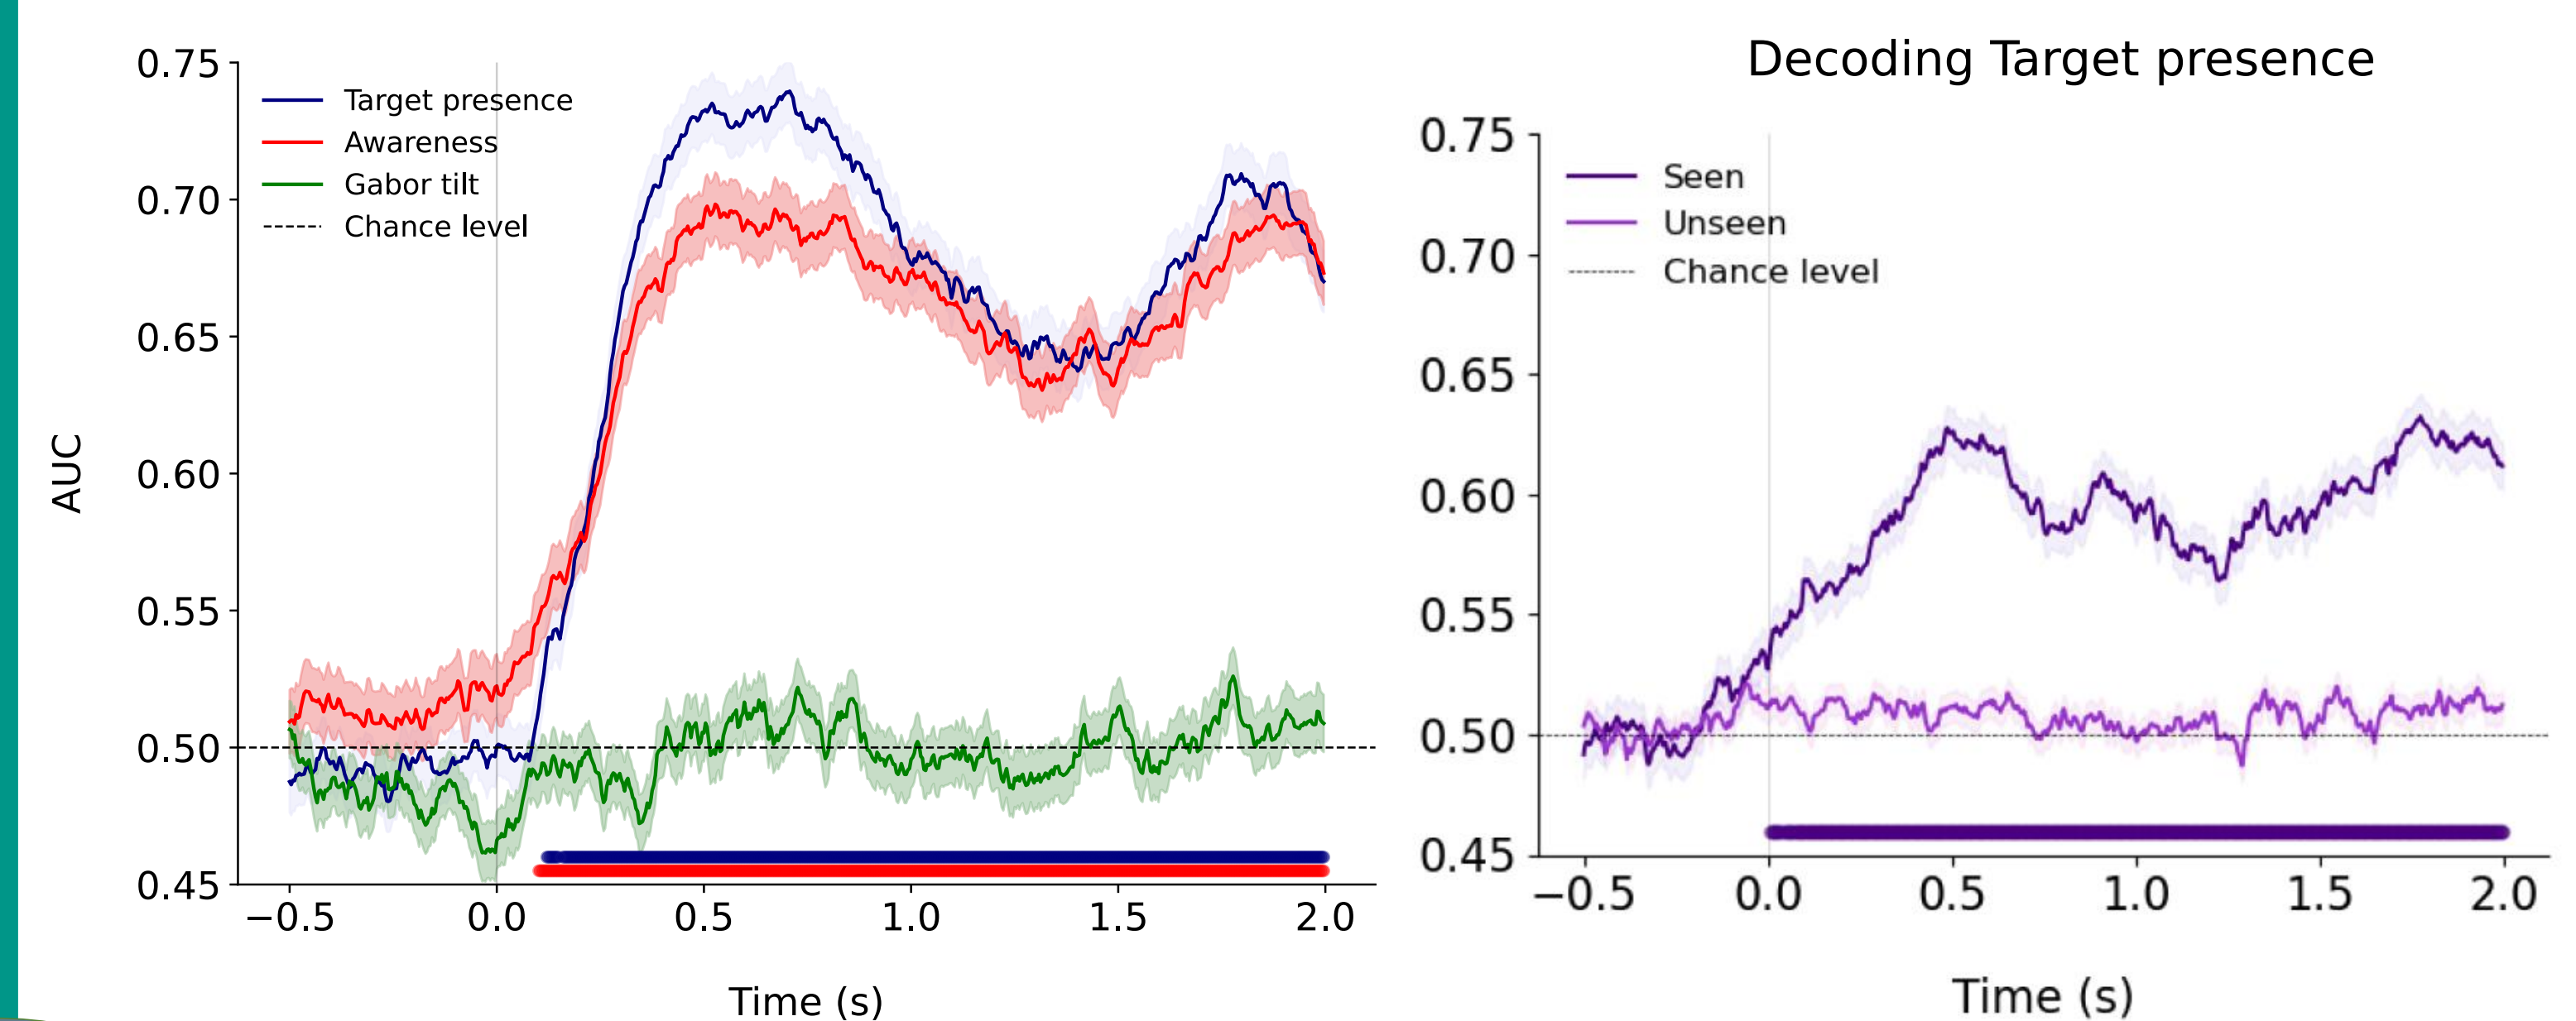 0.75
0.70
0.65
0.60
0.55
0.50
0.45
AUC
Target presence
Awareness
Gabor tilt
Chance level
−0.5 0.0 0.5 1.0 1.5 2.0
Time (s)
Decoding Target presence
0.75
0.70
0.65
0.60
0.55
0.50
0.45
Seen
Unseen
Chance level
−0.5 0.0 0.5 1.0 1.5 2.0
Time (s)